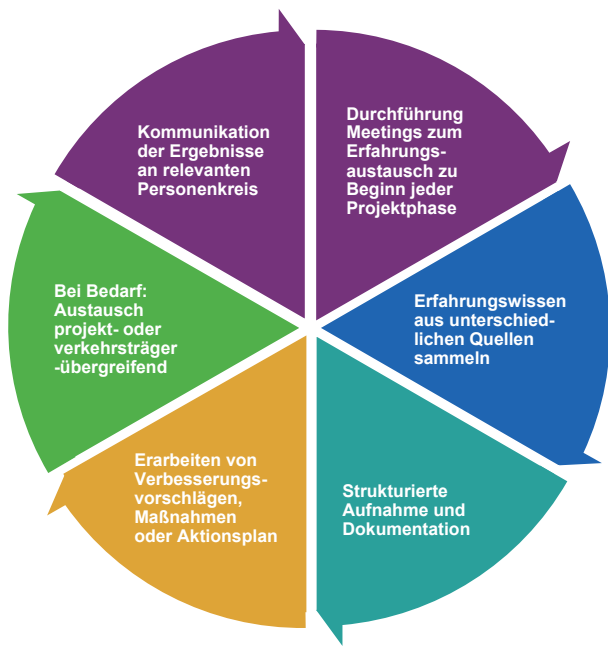 Kommunikation
der Ergebnisse
an relevanten
Personenkreis
Durchführung
Meetings zum
Erfahrungs-
austausch zu
Beginn jeder
Projektphase
Erfahrungswissen
aus unterschied-
lichen Quellen
sammeln
Strukturierte
Aufnahme und
Dokumentation
Erarbeiten von
Verbesserungs-
vorschlägen,
Maßnahmen
oder Aktionsplan
Bei Bedarf:
Austausch
projekt- oder
verkehrsträger
-übergreifend